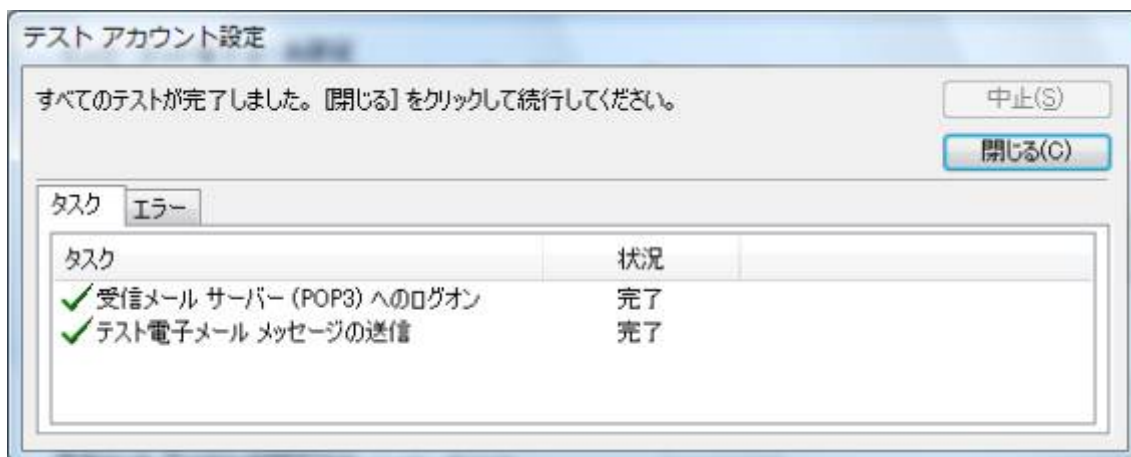 テスト アカウント設定
すべてのテストが完了しました。[閉じる] をクリックして続行してください。
中止(S)
閉じる(C)
タスク エラー
タスク 状況
受信メール サーバー (POP3) へのログオン 完了
テスト電子メール メッセージの送信 完了